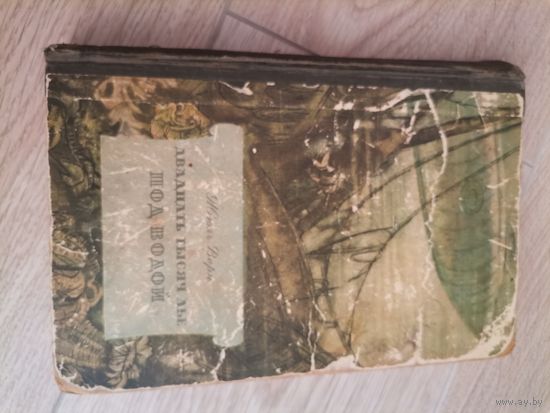 Жюль Верн
ДВАДЦАТЬ ТЫСЯЧ ЛЬЕ
ПОД ВОДОЙ
www.ay.by